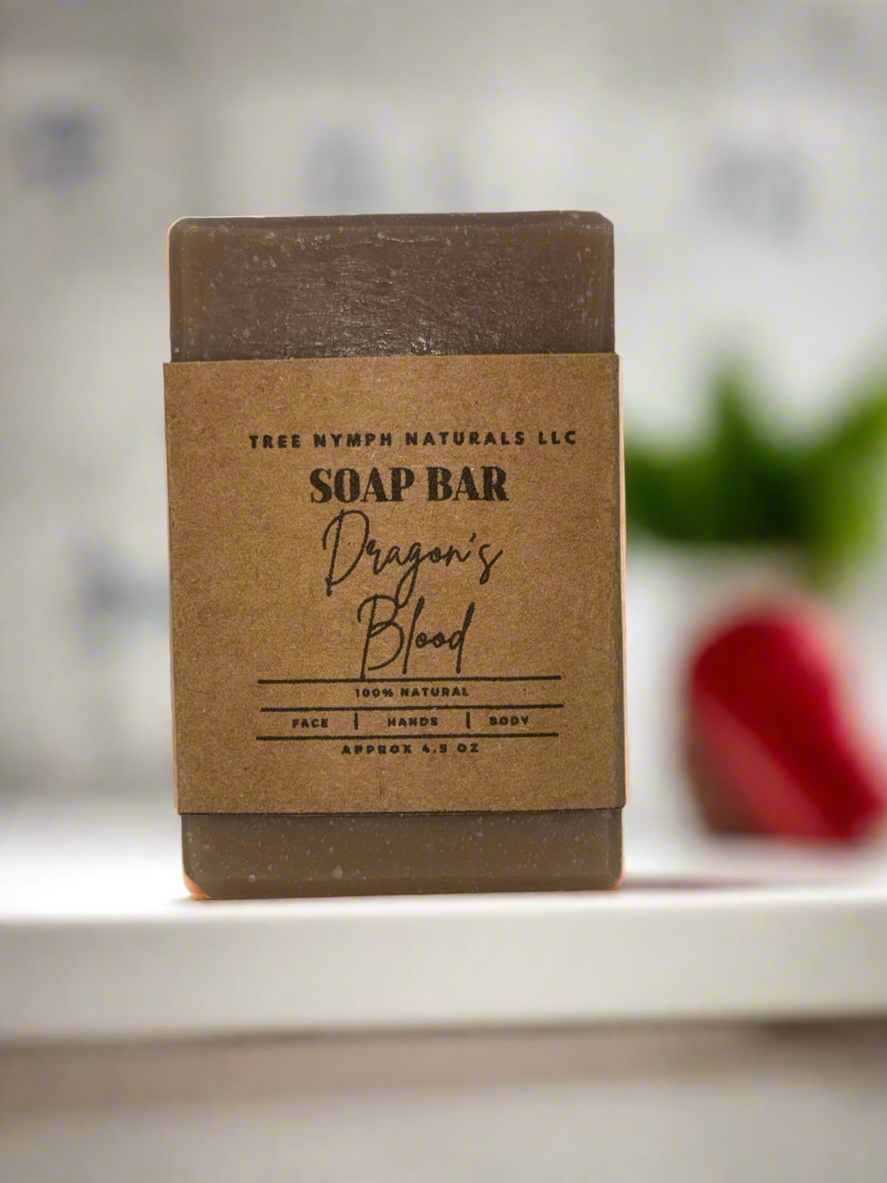 TREE NYMPH NATURALS LLC
SOAP BAR
Dragon's
Blood
100% NATURAL
FACE | HANDS | BODY
APPROX 4.5 OZ